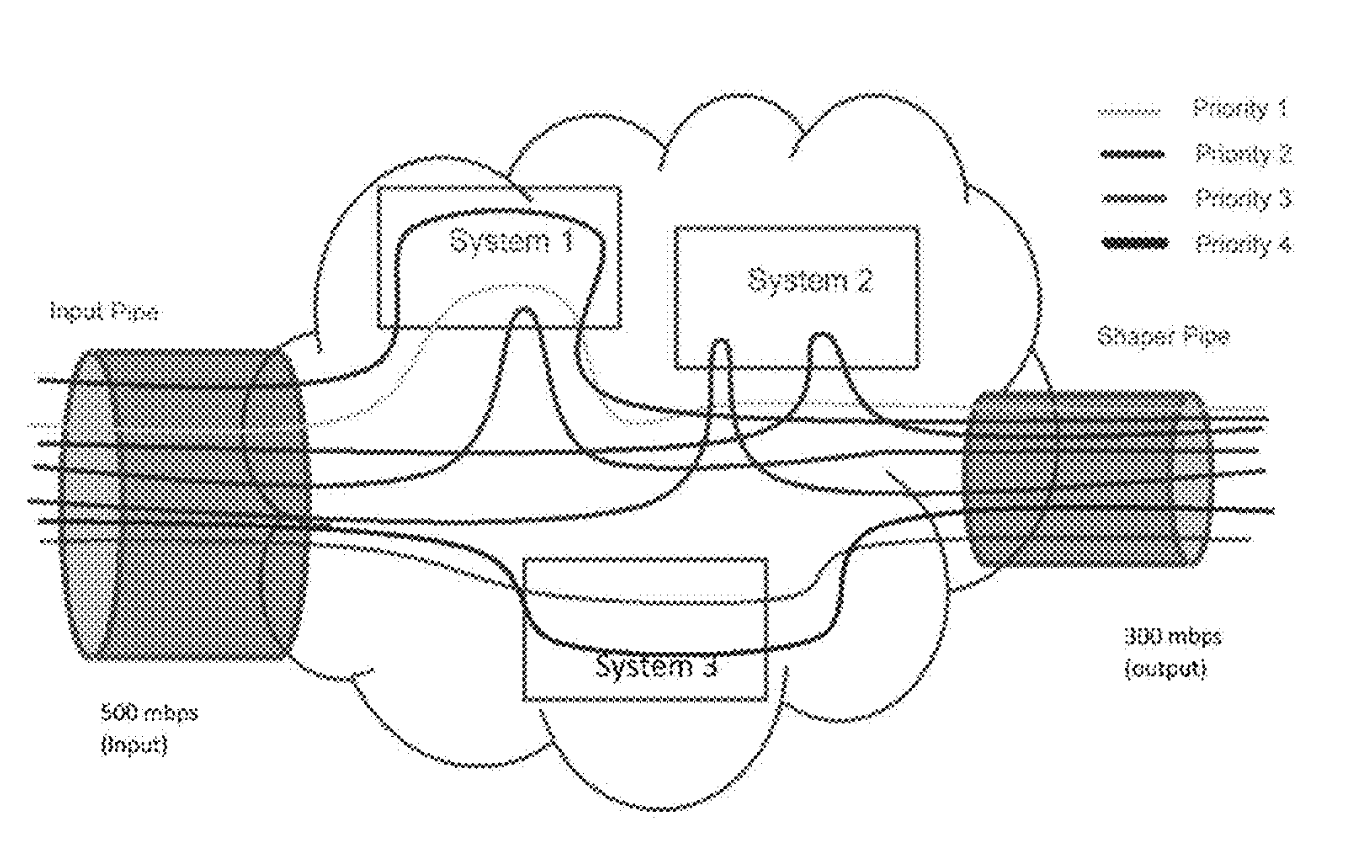 Priority 1
Priority 2
Priority 3
Priority 4
System 1
System 2
Input Pipe
Shaper Pipe
System 3
300 mbps
(output)
500 mbps
(Input)